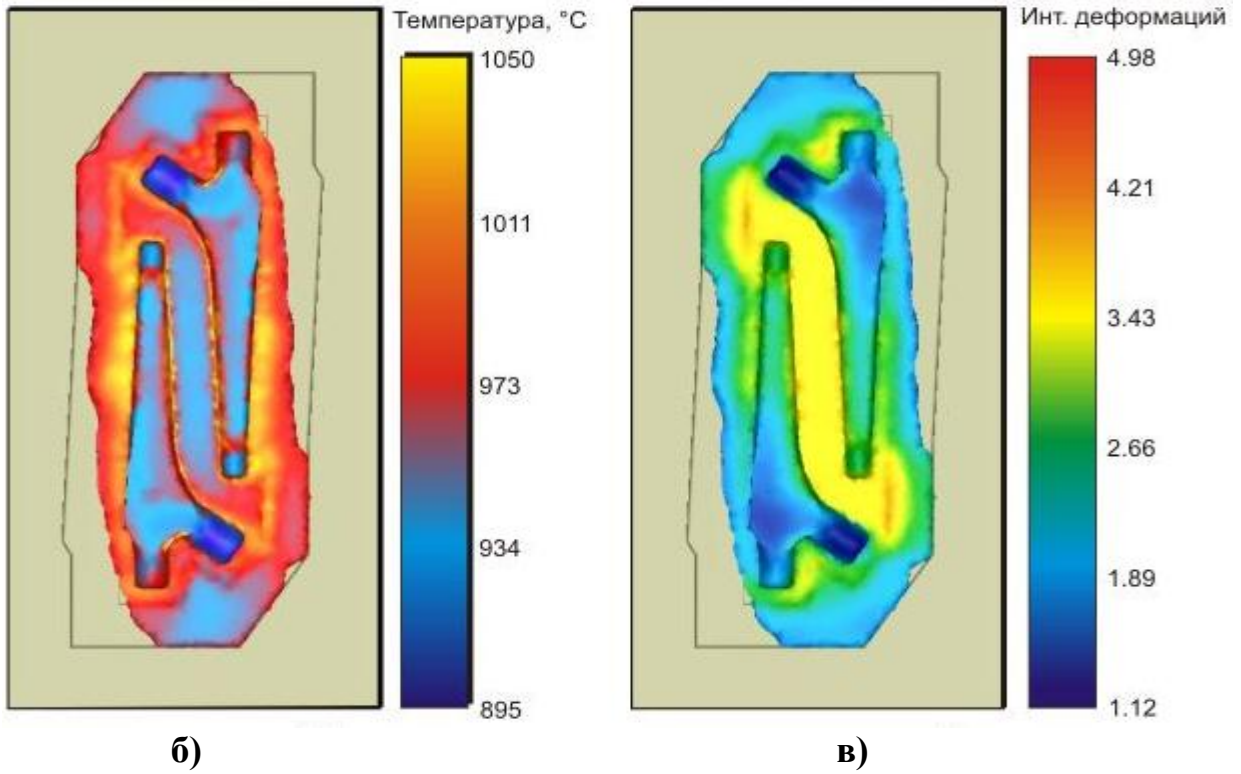 Температура, °C
1050
1011
973
934
895
б)
Инт. деформаций
4.98
4.21
3.43
2.66
1.89
1.12
в)